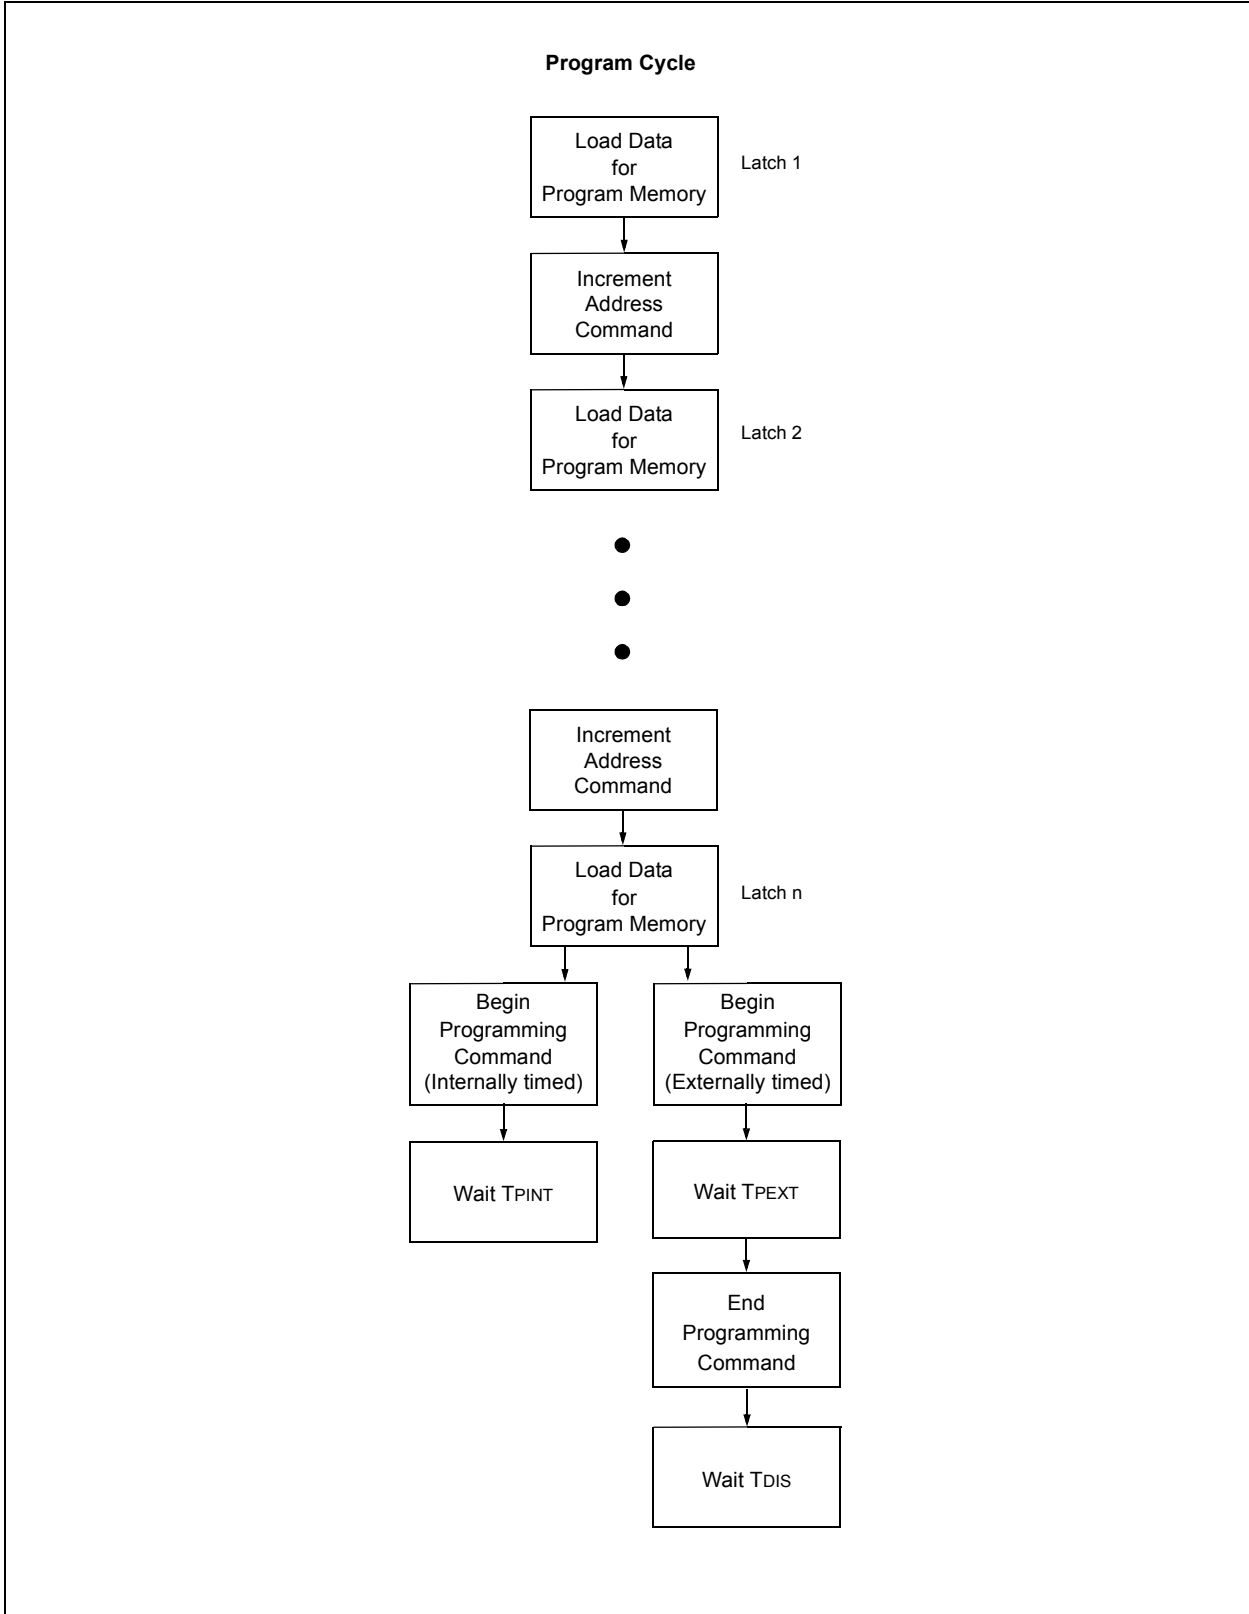 Program Cycle
Load Data
for
Program Memory
Latch 1
Increment
Address
Command
Load Data
for
Program Memory
Latch 2
Increment
Address
Command
Load Data
for
Program Memory
Latch n
Begin
Programming
Command
(Internally timed)
Begin
Programming
Command
(Externally timed)
Wait TPINT
Wait TPEXT
End
Programming
Command
Wait TDIS